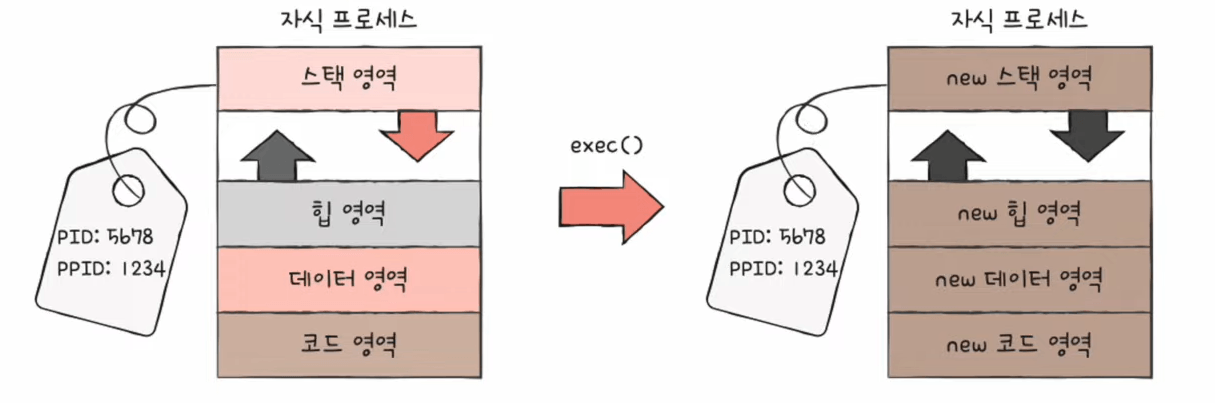 자식 프로세스
스택 영역
힙 영역
데이터 영역
코드 영역
PID: 5678
PPID: 1234
exec()
자식 프로세스
new 스택 영역
new 힙 영역
new 데이터 영역
new 코드 영역
PID: 5678
PPID: 1234